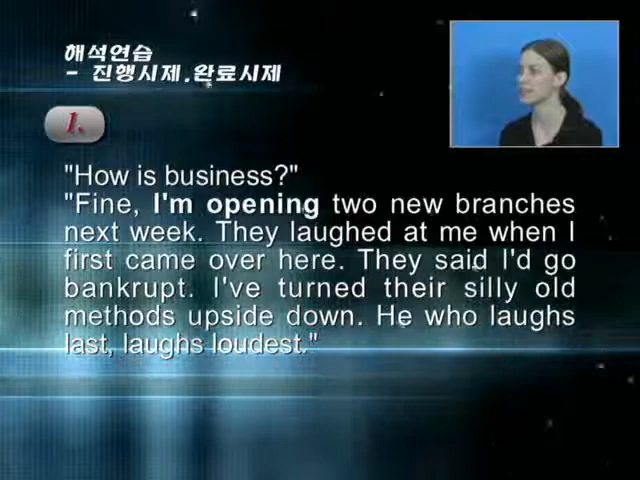 해석연습
- 진행시제,완료시제
1.
"How is business?"
"Fine, I'm opening two new branches
next week. They laughed at me when I
first came over here. They said I'd go
bankrupt. I've turned their silly old
methods upside down. He who laughs
last, laughs loudest."